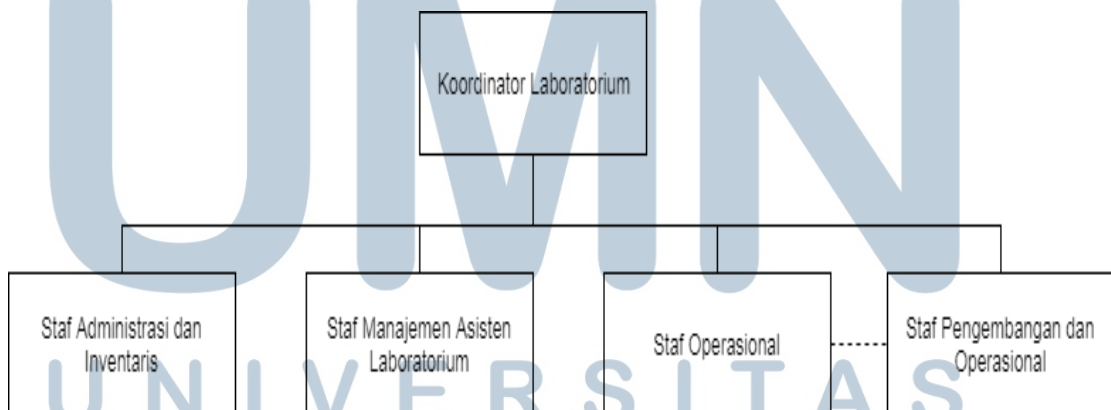 UMN
Koordinator Laboratorium
Staf Administrasi dan
Inventaris
Staf Manajemen Asisten
Laboratorium
Staf Operasional
Staf Pengembangan dan
Operasional
UNIVERSITAS